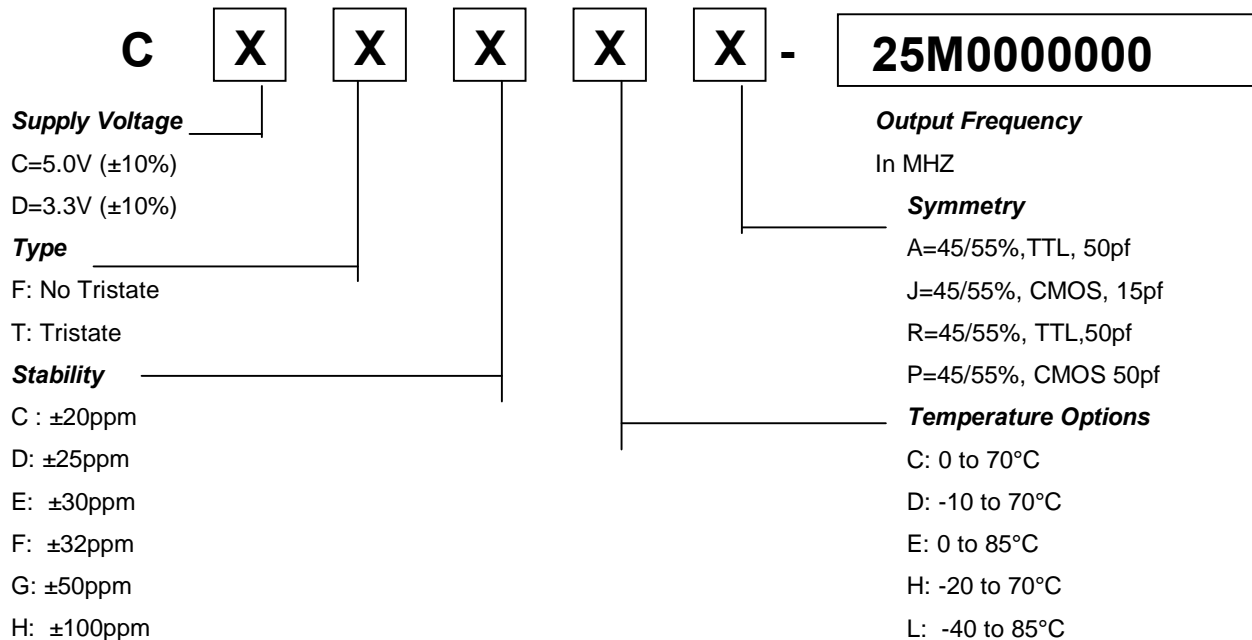 C X X X X X - 25M0000000
Supply Voltage
C=5.0V (±10%)
D=3.3V (±10%)
Type
F: No Tristate
T: Tristate
Stability
C : ±20ppm
D: ±25ppm
E: ±30ppm
F: ±32ppm
G: ±50ppm
H: ±100ppm
Output Frequency
In MHZ
Symmetry
A=45/55%,TTL, 50pf
J=45/55%, CMOS, 15pf
R=45/55%, TTL,50pf
P=45/55%, CMOS 50pf
Temperature Options
C: 0 to 70°C
D: -10 to 70°C
E: 0 to 85°C
H: -20 to 70°C
L: -40 to 85°C